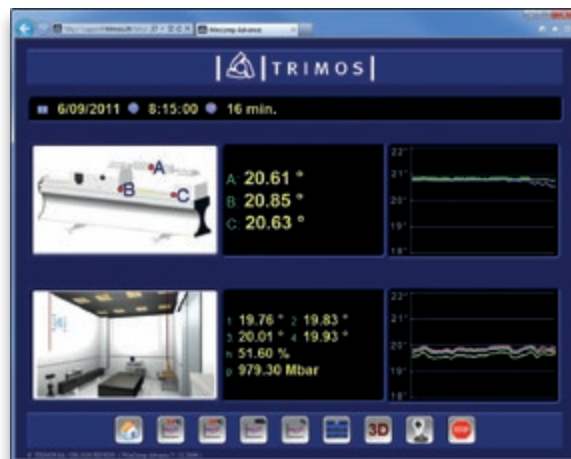 TRIMOS
6/09/2011 8:15:00 16 min.
A
B
C
A: 20.61 °
B: 20.85 °
C: 20.63 °
22°
21°
20°
19°
18°
1: 19.76 ° 2: 19.83 °
3: 20.01 ° 4: 19.93 °
h: 51.60 %
p: 979.30 Mbar
22°
21°
20°
19°
18°
3D
STOP